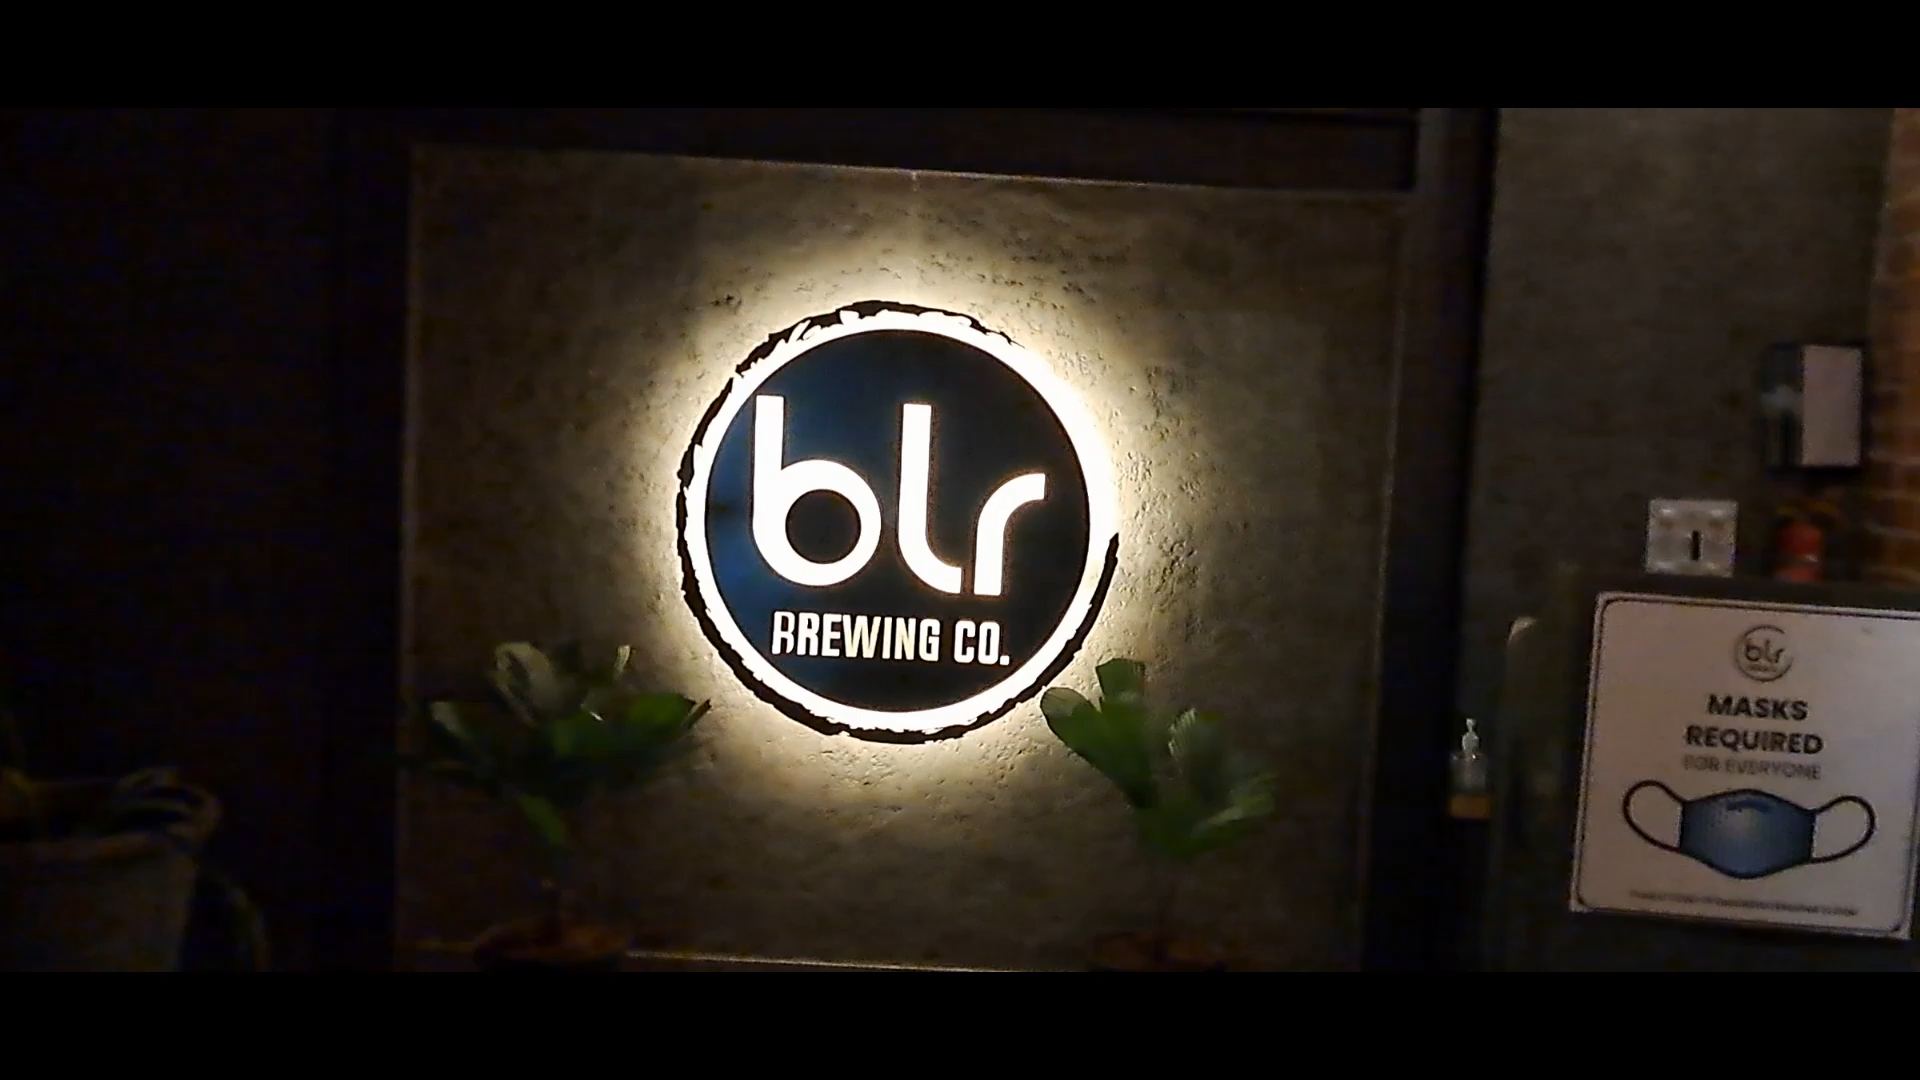 blr
BREWING CO.
blr
MASKS
REQUIRED
FOR EVERYONE